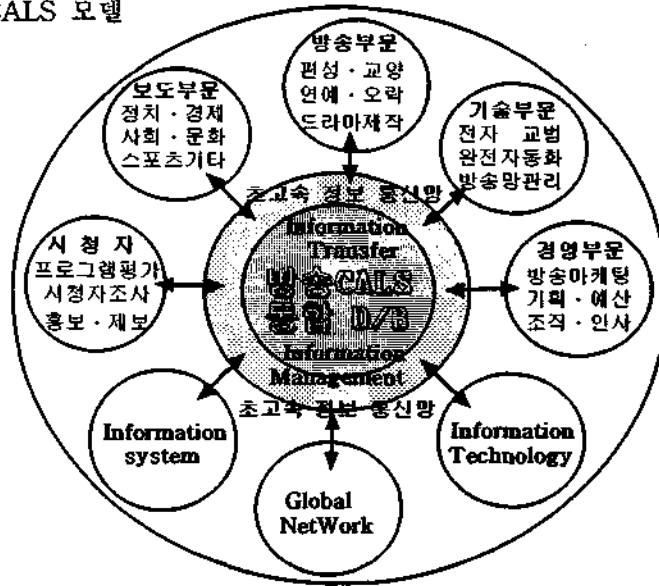 CALS 모델
방송부문
편성 · 교양
연예 · 오락
드라마제작
보도부문
정치 · 경제
사회 · 문화
스포츠기타
기술부문
전자 교범
완전자동화
방송망관리
시 청 자
프로그램평가
시청자조사
홍보 · 제보
초고속 정보 통신망
Information
Transfer
방송CALS
통합 D/B
Information
Management
초고속 정보 통신망
경영부문
방송마케팅
기획 · 예산
조직 · 인사
Information
system
Global
NetWork
Information
Technology